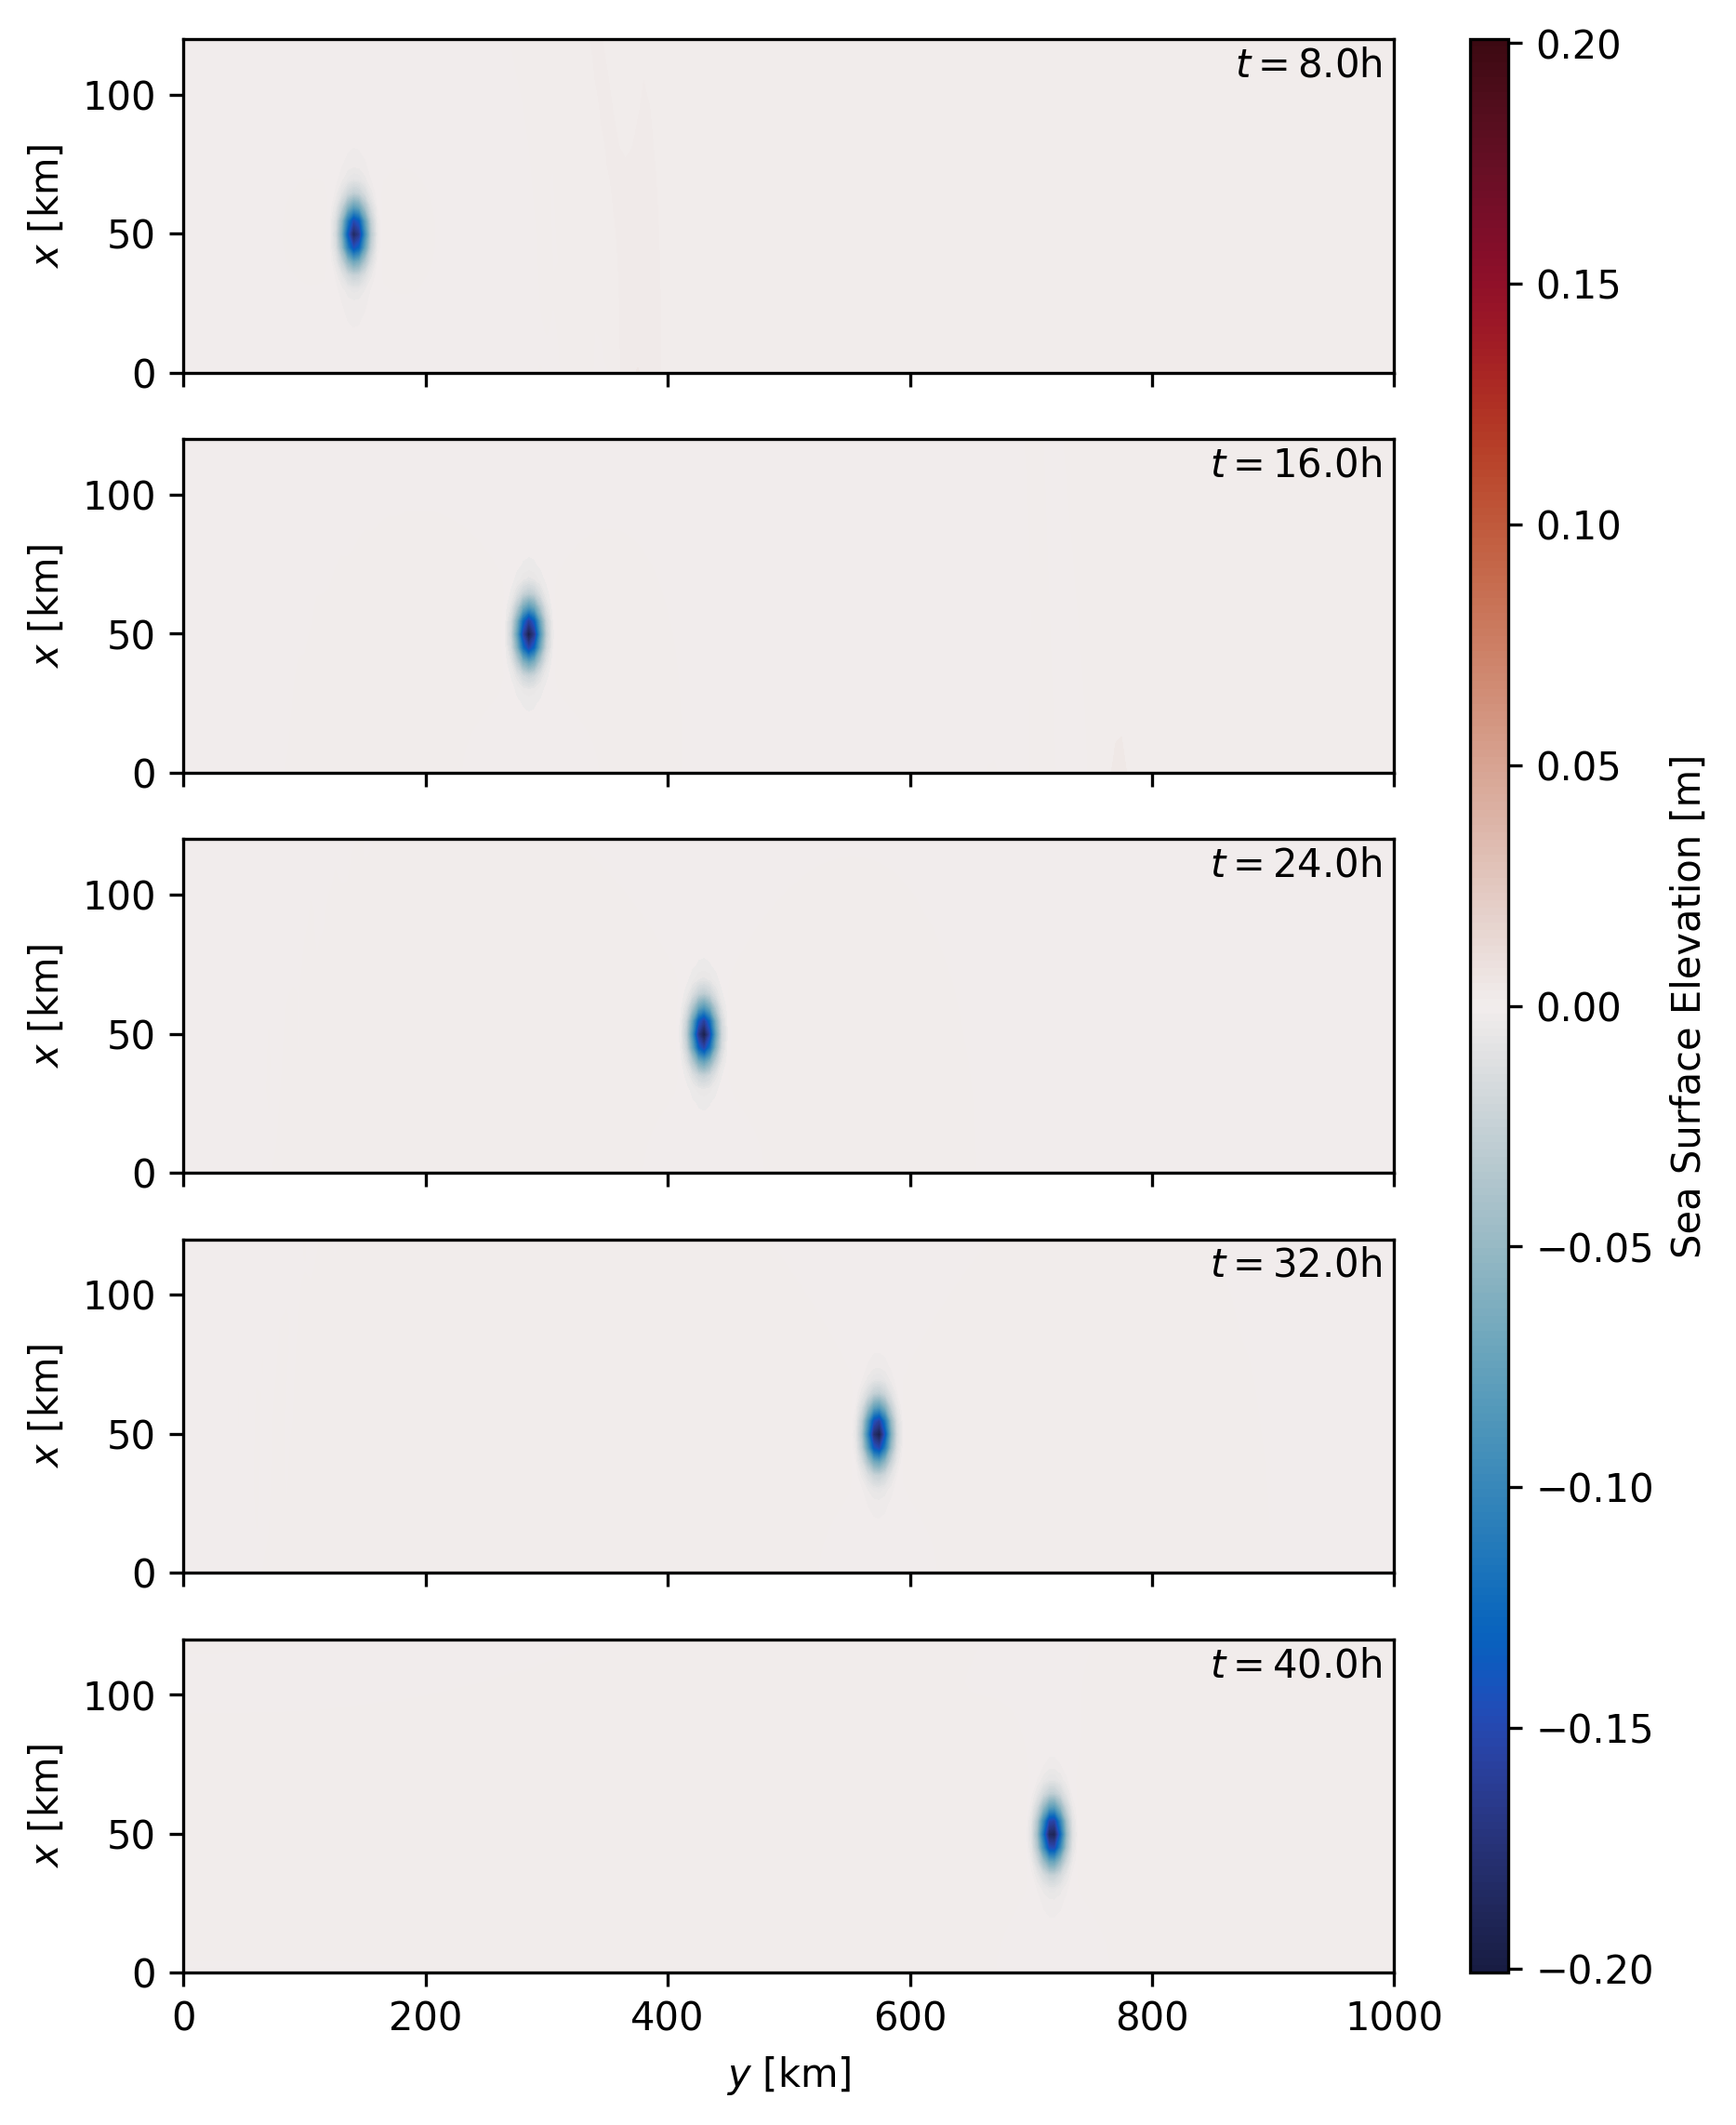 t = 8.0h
100
50
0
x [km]
t = 16.0h
100
50
0
x [km]
t = 24.0h
100
50
0
x [km]
t = 32.0h
100
50
0
x [km]
t = 40.0h
100
50
0
x [km]
0 200 400 600 800 1000
y [km]
0.20
0.15
0.10
0.05
0.00
−0.05
−0.10
−0.15
−0.20
Sea Surface Elevation [m]